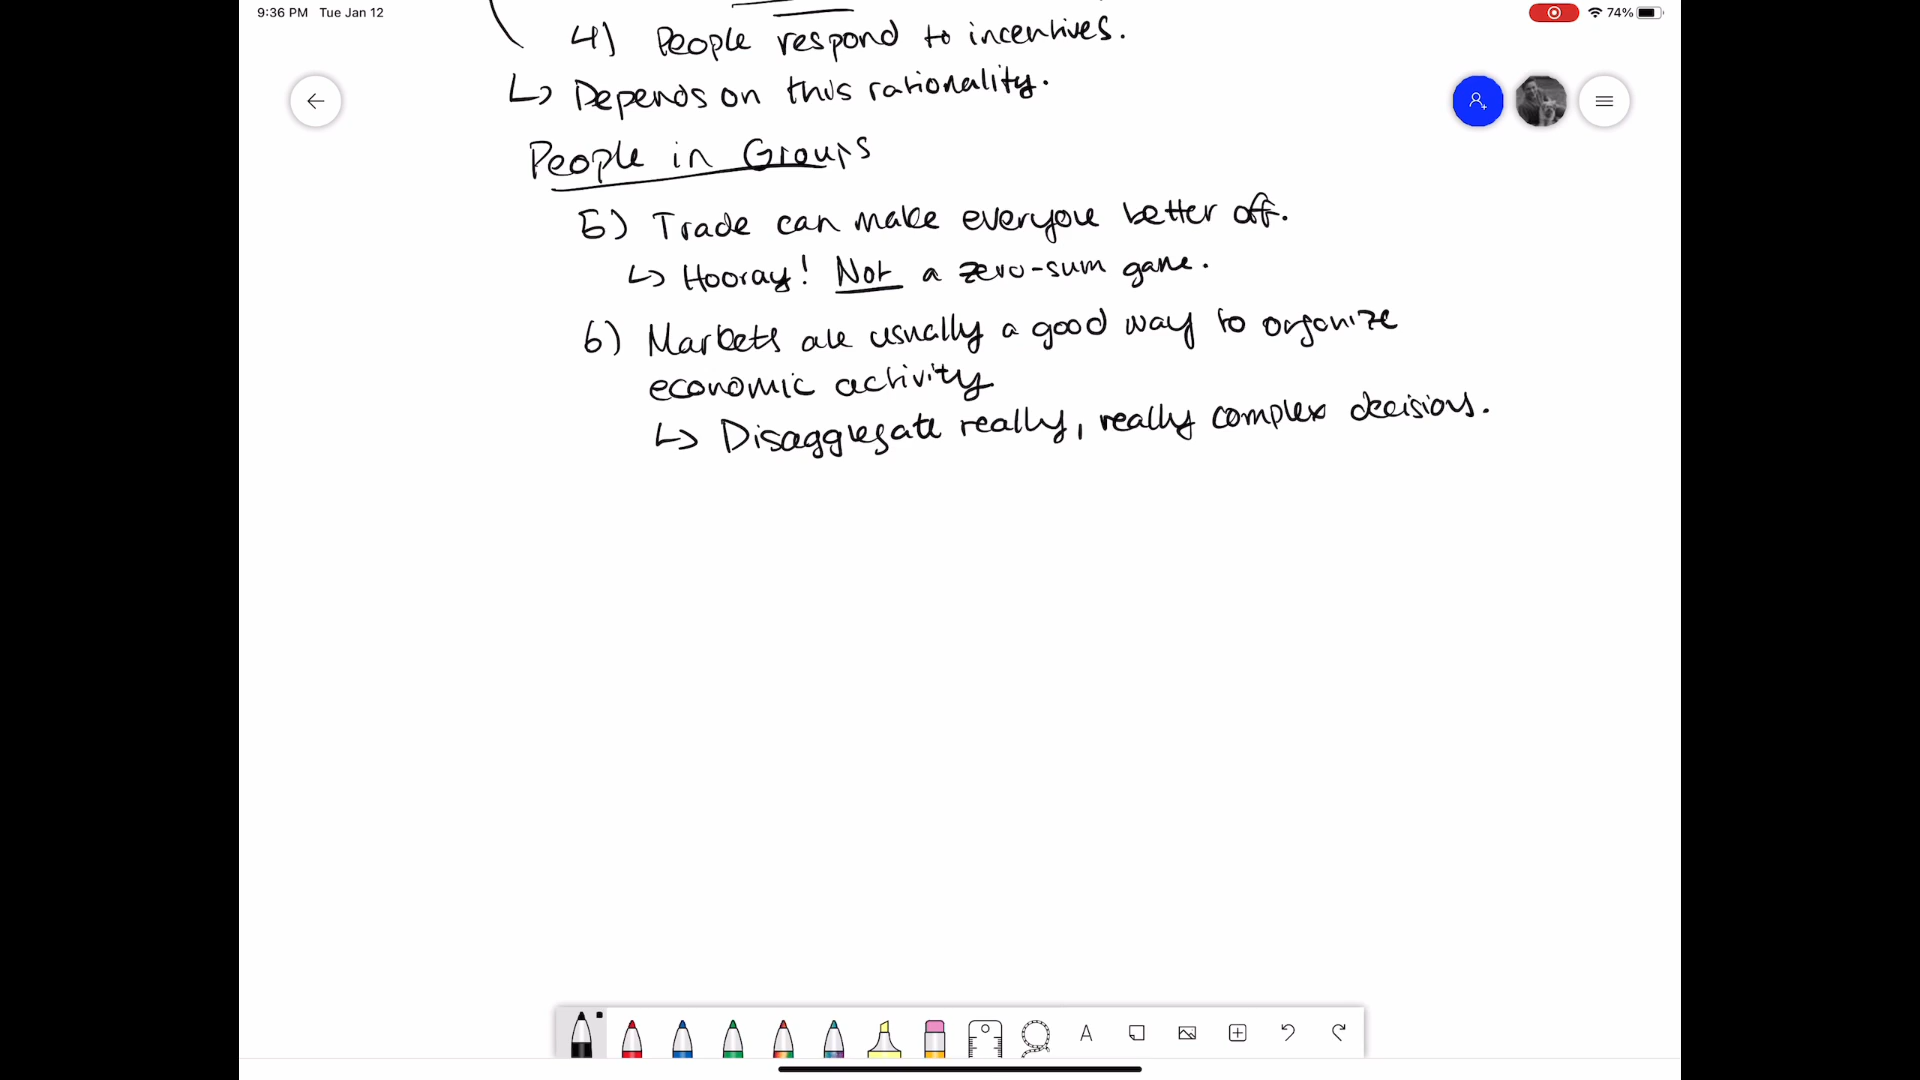 9:36 PM Tue Jan 12
74%
4) People respond to incentives.
↳ Depends on this rationality.
People in Groups
5) Trade can make everyone better off.
↳ Hooray! Not a zero-sum game.
6) Markets are usually a good way to organize
economic activity
↳ Disaggregate really, really complex decisions.
A